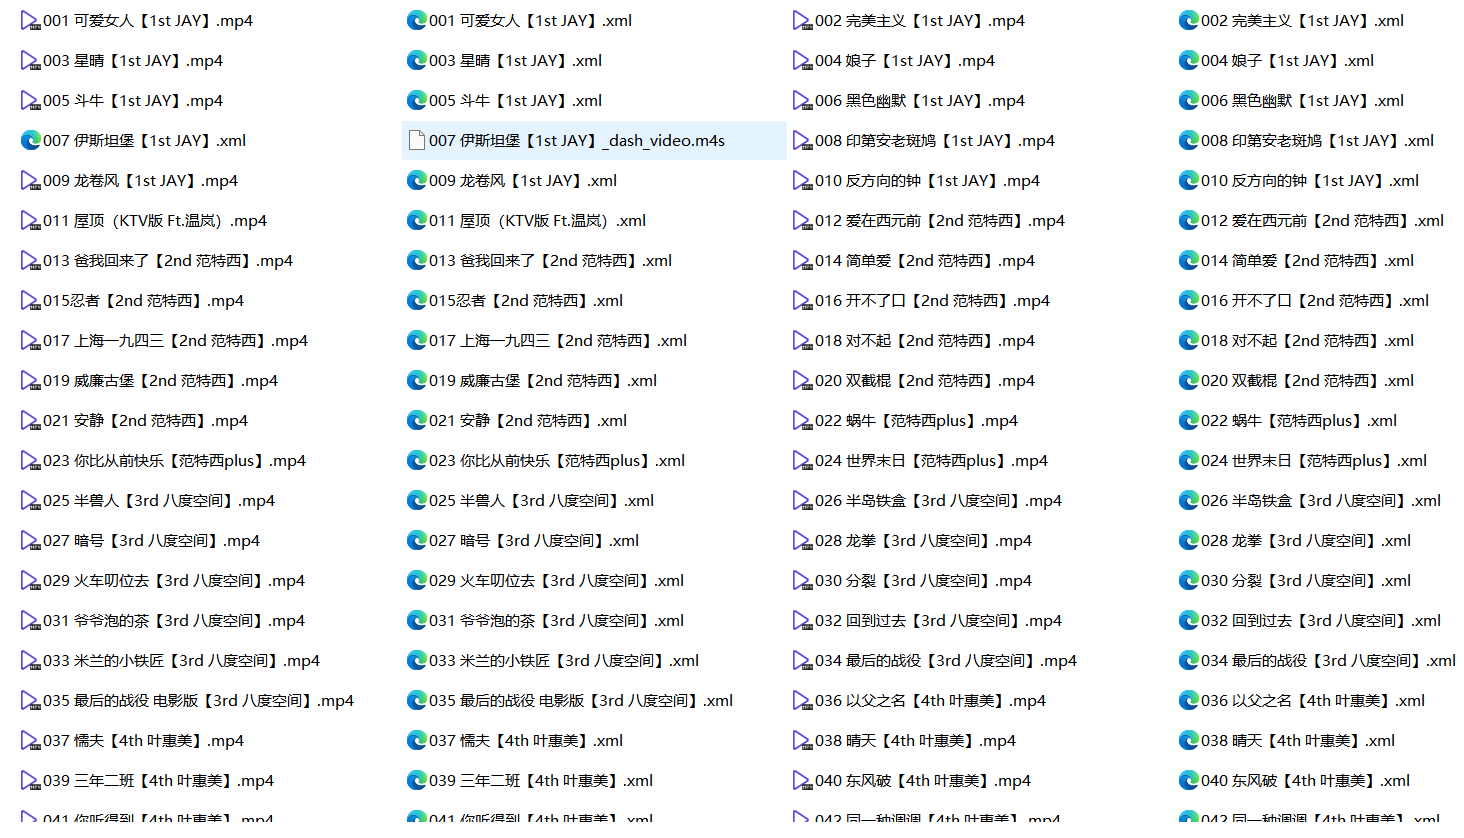 001 可爱女人【1st JAY】.mp4
001 可爱女人【1st JAY】.xml
002 完美主义【1st JAY】.mp4
002 完美主义【1st JAY】.xml
003 星晴【1st JAY】.mp4
003 星晴【1st JAY】.xml
004 娘子【1st JAY】.mp4
004 娘子【1st JAY】.xml
005 斗牛【1st JAY】.mp4
005 斗牛【1st JAY】.xml
006 黑色幽默【1st JAY】.mp4
006 黑色幽默【1st JAY】.xml
007 伊斯坦堡【1st JAY】.xml
007 伊斯坦堡【1st JAY】_dash_video.m4s
008 印第安老斑鸠【1st JAY】.mp4
008 印第安老斑鸠【1st JAY】.xml
009 龙卷风【1st JAY】.mp4
009 龙卷风【1st JAY】.xml
010 反方向的钟【1st JAY】.mp4
010 反方向的钟【1st JAY】.xml
011 屋顶（KTV版 Ft.温岚）.mp4
011 屋顶（KTV版 Ft.温岚）.xml
012 爱在西元前【2nd 范特西】.mp4
012 爱在西元前【2nd 范特西】.xml
013 爸我回来了【2nd 范特西】.mp4
013 爸我回来了【2nd 范特西】.xml
014 简单爱【2nd 范特西】.mp4
014 简单爱【2nd 范特西】.xml
015忍者【2nd 范特西】.mp4
015忍者【2nd 范特西】.xml
016 开不了口【2nd 范特西】.mp4
016 开不了口【2nd 范特西】.xml
017 上海一九四三【2nd 范特西】.mp4
017 上海一九四三【2nd 范特西】.xml
018 对不起【2nd 范特西】.mp4
018 对不起【2nd 范特西】.xml
019 威廉古堡【2nd 范特西】.mp4
019 威廉古堡【2nd 范特西】.xml
020 双截棍【2nd 范特西】.mp4
020 双截棍【2nd 范特西】.xml
021 安静【2nd 范特西】.mp4
021 安静【2nd 范特西】.xml
022 蜗牛【范特西plus】.mp4
022 蜗牛【范特西plus】.xml
023 你比从前快乐【范特西plus】.mp4
023 你比从前快乐【范特西plus】.xml
024 世界末日【范特西plus】.mp4
024 世界末日【范特西plus】.xml
025 半兽人【3rd 八度空间】.mp4
025 半兽人【3rd 八度空间】.xml
026 半岛铁盒【3rd 八度空间】.mp4
026 半岛铁盒【3rd 八度空间】.xml
027 暗号【3rd 八度空间】.mp4
027 暗号【3rd 八度空间】.xml
028 龙拳【3rd 八度空间】.mp4
028 龙拳【3rd 八度空间】.xml
029 火车叨位去【3rd 八度空间】.mp4
029 火车叨位去【3rd 八度空间】.xml
030 分裂【3rd 八度空间】.mp4
030 分裂【3rd 八度空间】.xml
031 爷爷泡的茶【3rd 八度空间】.mp4
031 爷爷泡的茶【3rd 八度空间】.xml
032 回到过去【3rd 八度空间】.mp4
032 回到过去【3rd 八度空间】.xml
033 米兰的小铁匠【3rd 八度空间】.mp4
033 米兰的小铁匠【3rd 八度空间】.xml
034 最后的战役【3rd 八度空间】.mp4
034 最后的战役【3rd 八度空间】.xml
035 最后的战役 电影版【3rd 八度空间】.mp4
035 最后的战役 电影版【3rd 八度空间】.xml
036 以父之名【4th 叶惠美】.mp4
036 以父之名【4th 叶惠美】.xml
037 懦夫【4th 叶惠美】.mp4
037 懦夫【4th 叶惠美】.xml
038 晴天【4th 叶惠美】.mp4
038 晴天【4th 叶惠美】.xml
039 三年二班【4th 叶惠美】.mp4
039 三年二班【4th 叶惠美】.xml
040 东风破【4th 叶惠美】.mp4
040 东风破【4th 叶惠美】.xml
041 你听得到【4th 叶惠美】.mp4
041 你听得到【4th 叶惠美】.xml
042 同一种调调【4th 叶惠美】.mp4
042 同一种调调【4th 叶惠美】.xml